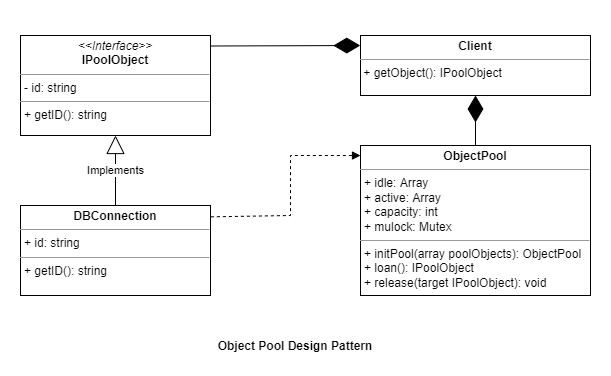 <<Interface>>
IPoolObject
- id: string
+ getID(): string
Implements
DBConnection
+ id: string
+ getID(): string
Client
+ getObject(): IPoolObject
ObjectPool
+ idle: Array
+ active: Array
+ capacity: int
+ mulock: Mutex
+ initPool(array poolObjects): ObjectPool
+ loan(): IPoolObject
+ release(target IPoolObject): void
Object Pool Design Pattern